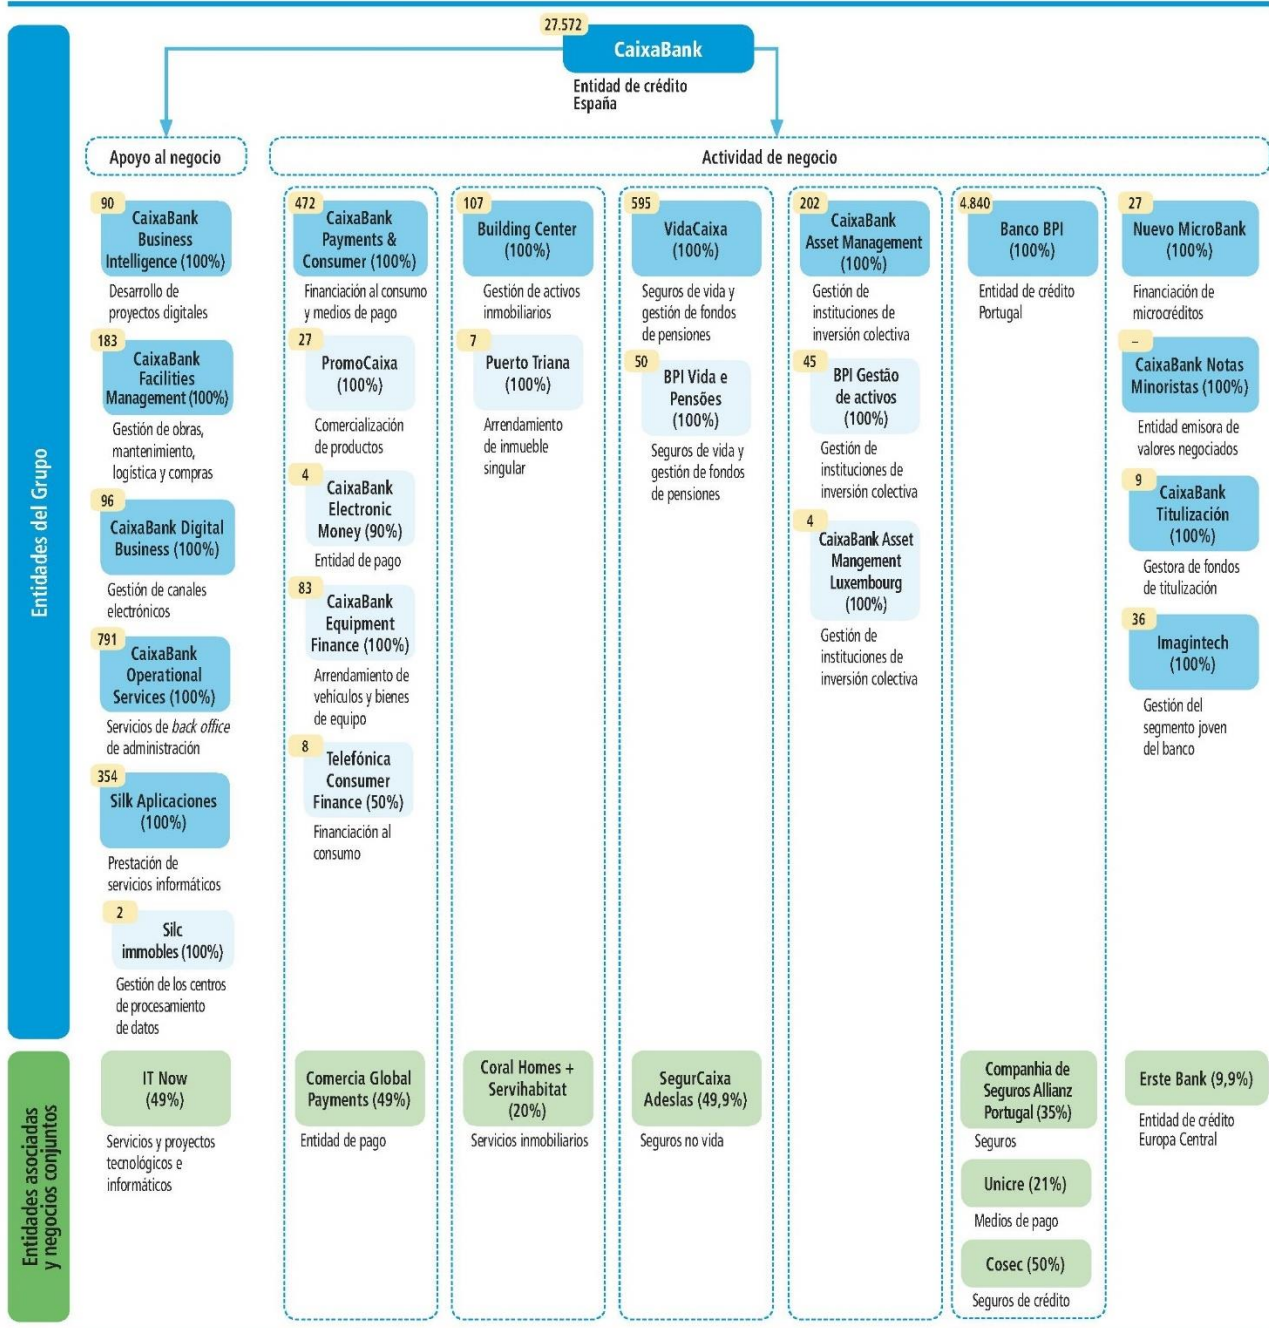 27.572
CaixaBank
Entidad de crédito
España
Apoyo al negocio
Actividad de negocio
Entidades del Grupo
90
CaixaBank
Business
Intelligence (100%)
Desarrollo de
proyectos digitales
183
CaixaBank
Facilities
Management (100%)
Gestión de obras,
mantenimiento,
logística y compras
96
CaixaBank Digital
Business (100%)
Gestión de canales
electrónicos
791
CaixaBank
Operational
Services (100%)
Servicios de back office
de administración
354
Silk Aplicaciones
(100%)
Prestación de
servicios informáticos
2
Silc
immobles (100%)
Gestión de los centros
de procesamiento
de datos
472
CaixaBank
Payments &
Consumer (100%)
Financiación al consumo
y medios de pago
27
PromoCaixa
(100%)
Comercialización
de productos
4
CaixaBank
Electronic
Money (90%)
Entidad de pago
83
CaixaBank
Equipment
Finance (100%)
Arrendamiento de
vehículos y bienes
de equipo
8
Telefónica
Consumer
Finance (50%)
Financiación al
consumo
107
Building Center
(100%)
Gestión de activos
inmobiliarios
7
Puerto Triana
(100%)
Arrendamiento
de inmueble
singular
595
VidaCaixa
(100%)
Seguros de vida y
gestión de fondos
de pensiones
50
BPI Vida e
Pensões
(100%)
Seguros de vida y
gestión de fondos
de pensiones
202
CaixaBank
Asset Management
(100%)
Gestión de
instituciones de
inversión colectiva
45
BPI Gestão
de activos
(100%)
Gestión de
instituciones de
inversión colectiva
4
CaixaBank Asset
Mangement
Luxembourg
(100%)
Gestión de
instituciones de
inversión colectiva
4.840
Banco BPI
(100%)
Entidad de crédito
Portugal
27
Nuevo MicroBank
(100%)
Financiación de
microcréditos
–
CaixaBank Notas
Minoristas (100%)
Entidad emisora de
valores negociados
9
CaixaBank
Titulización
(100%)
Gestora de fondos
de titulización
36
Imagintech
(100%)
Gestión del
segmento joven
del banco
Entidades asociadas
y negocios conjuntos
IT Now
(49%)
Servicios y proyectos
tecnológicos e
informáticos
Comercia Global
Payments (49%)
Entidad de pago
Coral Homes +
Servihabitat
(20%)
Servicios inmobiliarios
SegurCaixa
Adeslas (49,9%)
Seguros no vida
Companhia de
Seguros Allianz
Portugal (35%)
Seguros
Unicre (21%)
Medios de pago
Cosec (50%)
Seguros de crédito
Erste Bank (9,9%)
Entidad de crédito
Europa Central